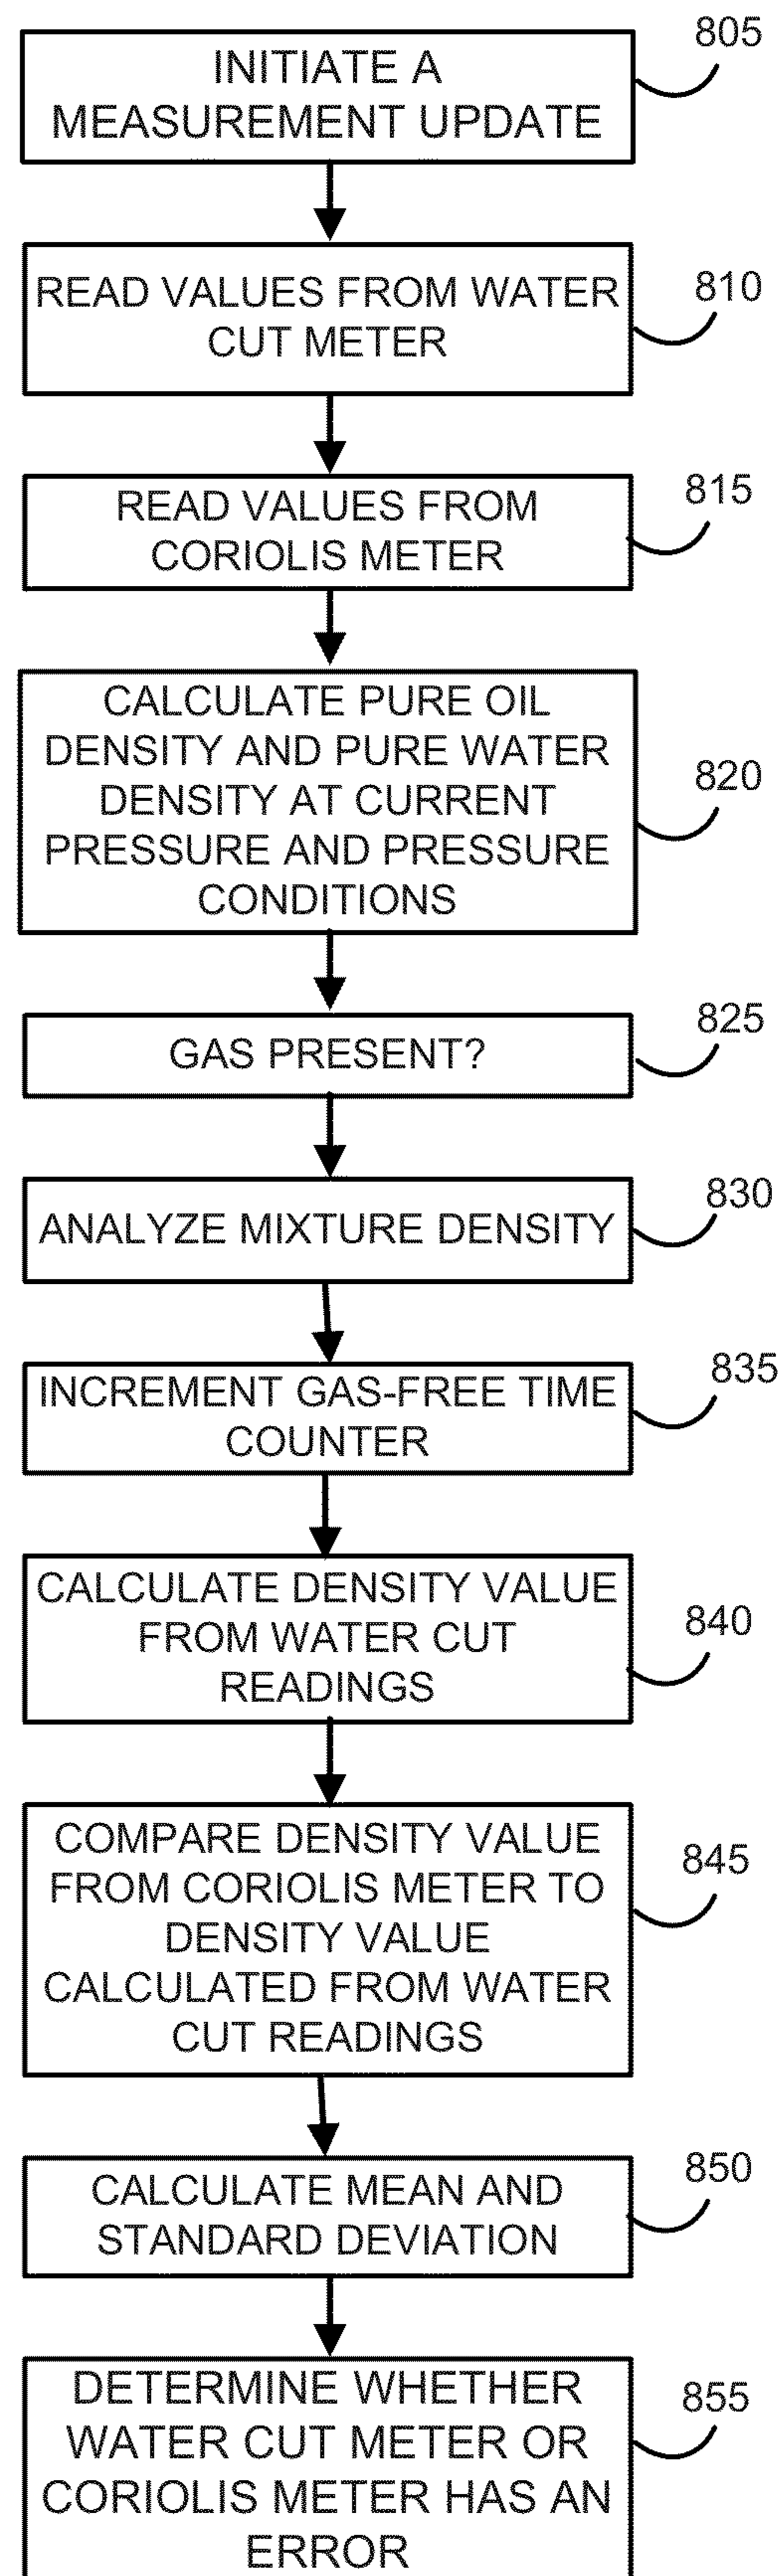 805
INITIATE A
MEASUREMENT UPDATE
810
READ VALUES FROM WATER
CUT METER
815
READ VALUES FROM
CORIOLIS METER
820
CALCULATE PURE OIL
DENSITY AND PURE WATER
DENSITY AT CURRENT
PRESSURE AND PRESSURE
CONDITIONS
825
GAS PRESENT?
830
ANALYZE MIXTURE DENSITY
835
INCREMENT GAS-FREE TIME
COUNTER
840
CALCULATE DENSITY VALUE
FROM WATER CUT
READINGS
845
COMPARE DENSITY VALUE
FROM CORIOLIS METER TO
DENSITY VALUE
CALCULATED FROM WATER
CUT READINGS
850
CALCULATE MEAN AND
STANDARD DEVIATION
855
DETERMINE WHETHER
WATER CUT METER OR
CORIOLIS METER HAS AN
ERROR